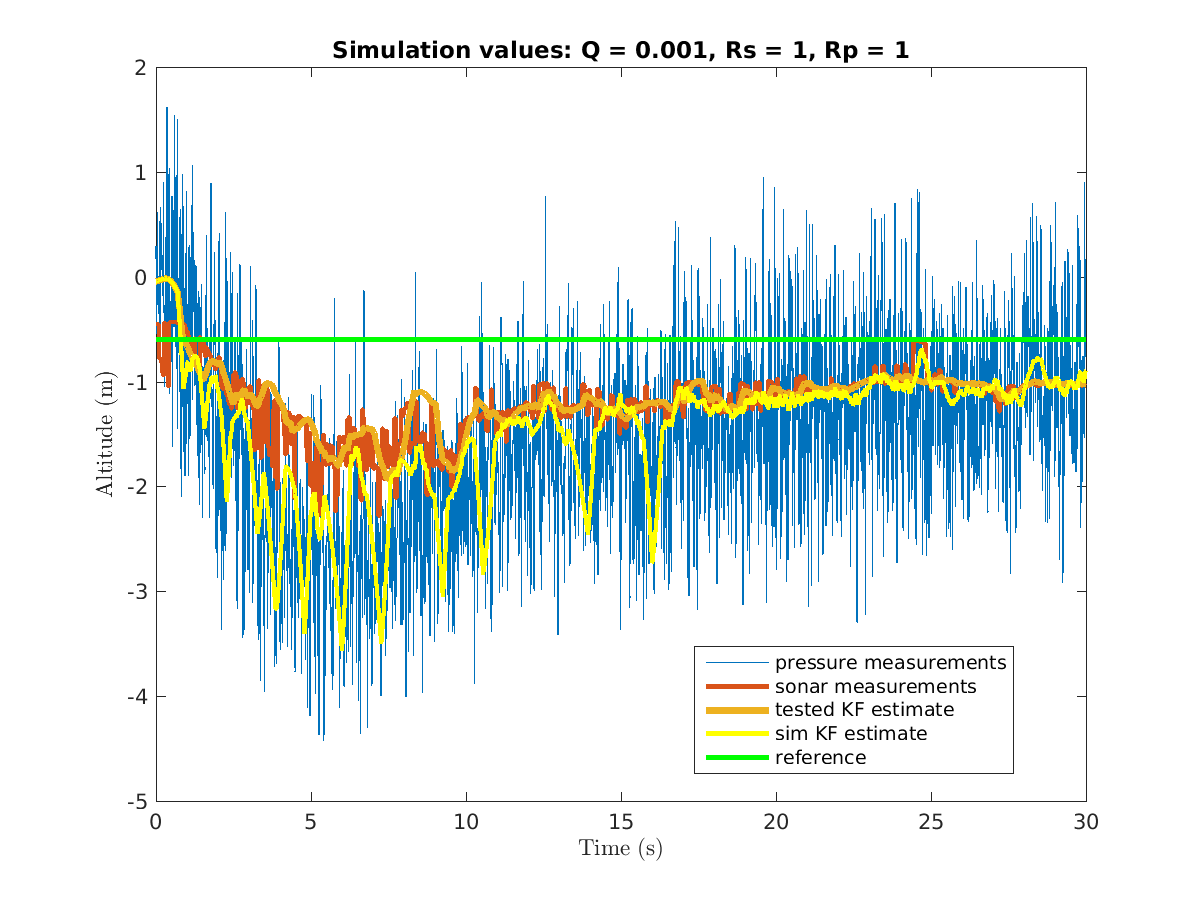 Simulation values: Q = 0.001, Rs = 1, Rp = 1
2
1
0
-1
-2
-3
-4
-5
Altitude (m)
0 5 10 15 20 25 30
Time (s)
pressure measurements
sonar measurements
tested KF estimate
sim KF estimate
reference